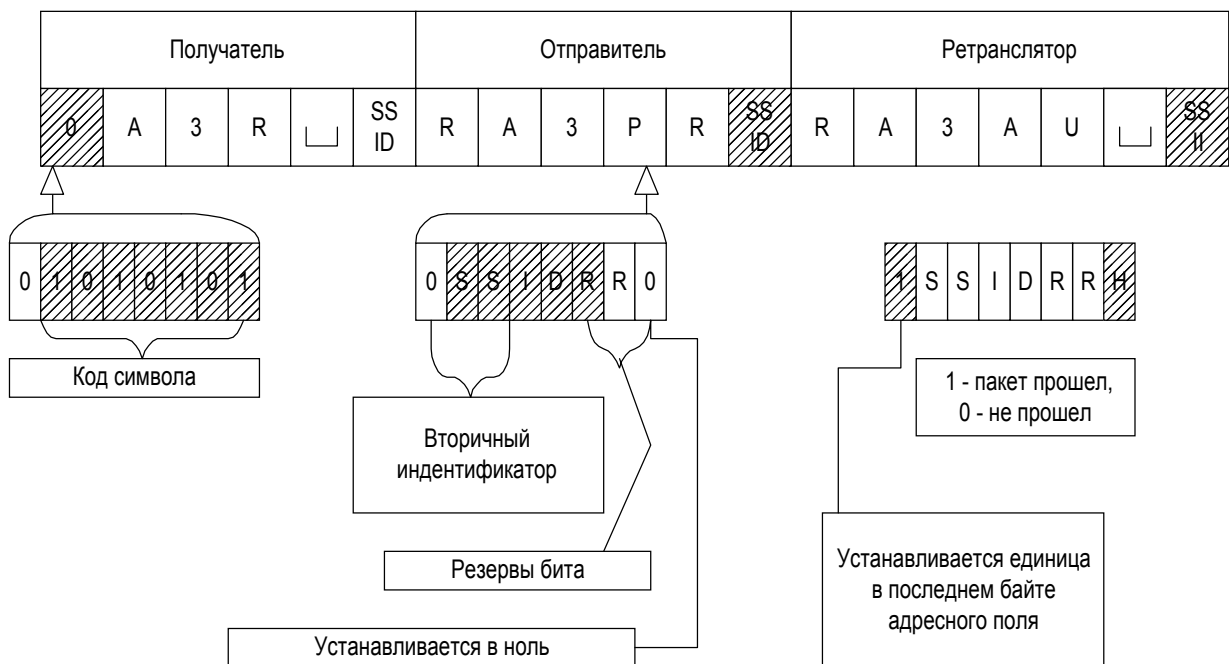 Получатель Отправитель Ретранслятор
0 A 3 R ␣ SS ID R A 3 P R SS ID R A 3 A U ␣ SS II
0 1 0 1 0 1 0 1
0 S S I D R R 0
1 S S I D R R H
Код символа
1 - пакет прошел,
0 - не прошел
Вторичный
индентификатор
Резервы бита
Устанавливается единица
в последнем байте
адресного поля
Устанавливается в ноль